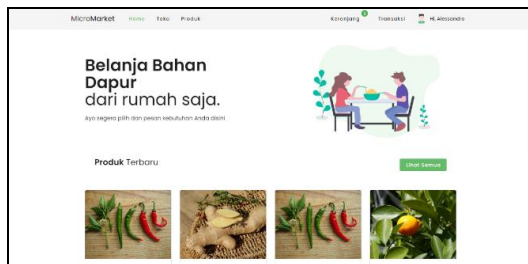 MicroMarket Home Toko Produk Keranjang Transaksi Hi, Alessandro
Belanja Bahan
Dapur
dari rumah saja.
Ayo segera pilih dan pesan kebutuhan Anda disini
Produk Terbaru
Lihat Semua